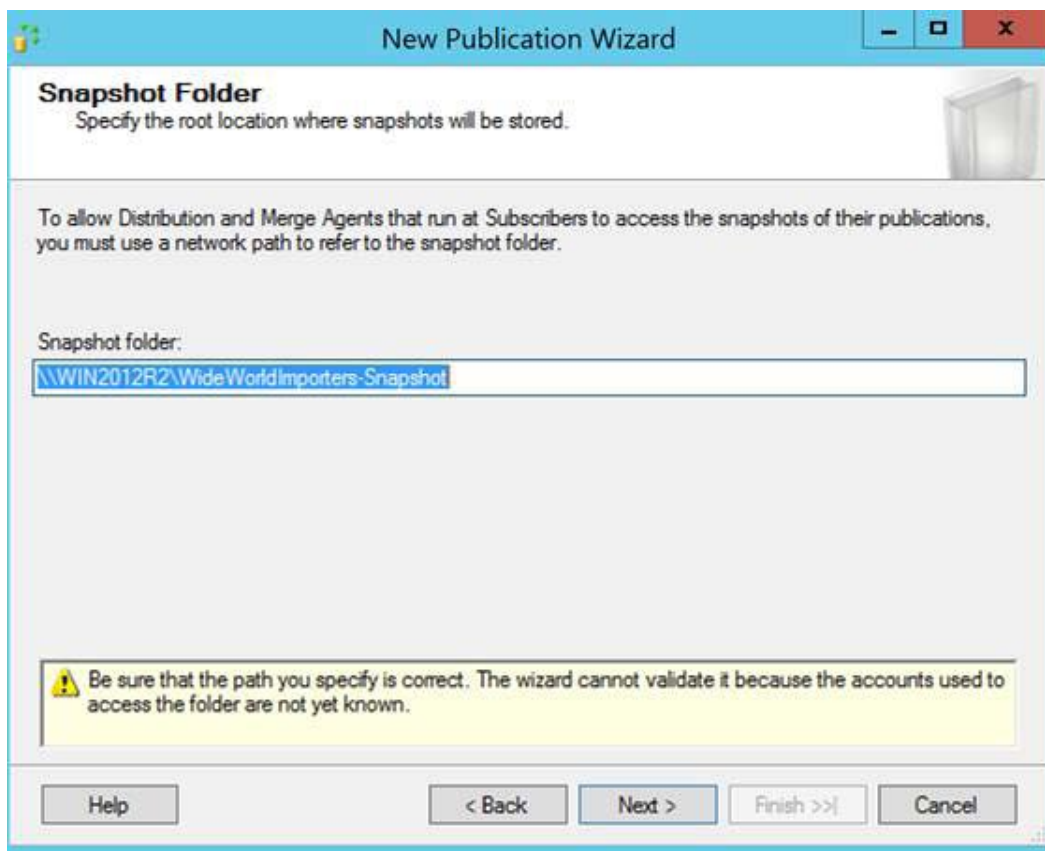 New Publication Wizard
Snapshot Folder
Specify the root location where snapshots will be stored.
To allow Distribution and Merge Agents that run at Subscribers to access the snapshots of their publications,
you must use a network path to refer to the snapshot folder.
Snapshot folder:
\\WIN2012R2\WideWorldImporters-Snapshot
Be sure that the path you specify is correct. The wizard cannot validate it because the accounts used to
access the folder are not yet known.
Help
< Back
Next >
Finish >>|
Cancel